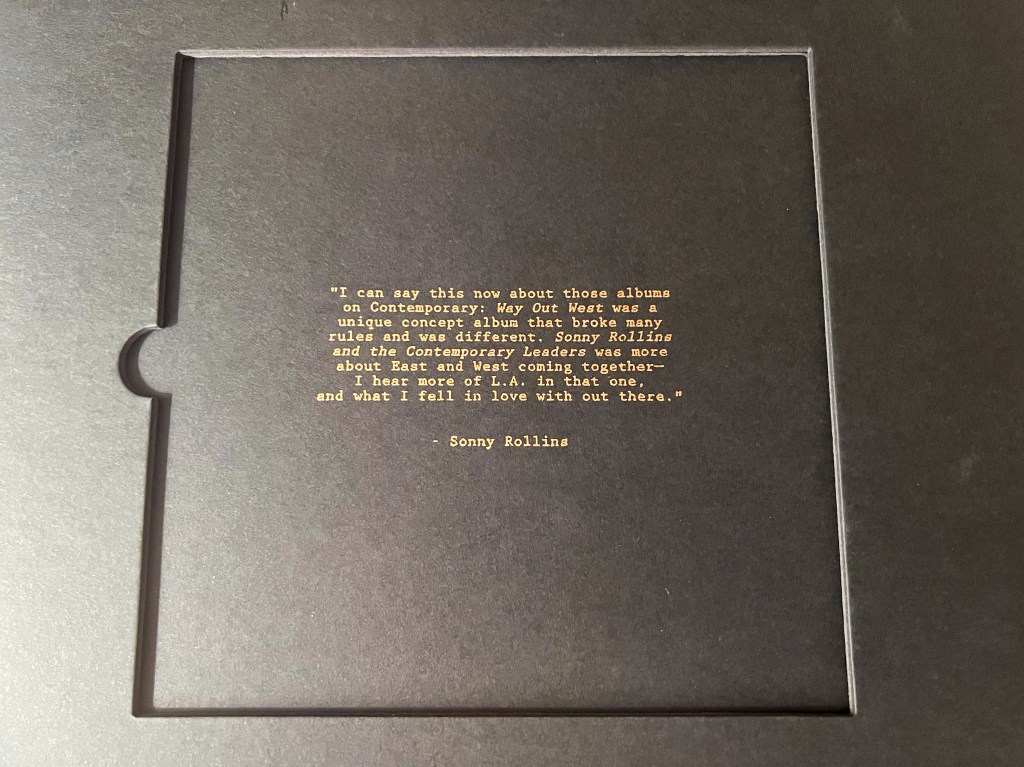 "I can say this now about those albums
on Contemporary: Way Out West was a
unique concept album that broke many
rules and was different. Sonny Rollins
and the Contemporary Leaders was more
about East and West coming together—
I hear more of L.A. in that one,
and what I fell in love with out there."
- Sonny Rollins